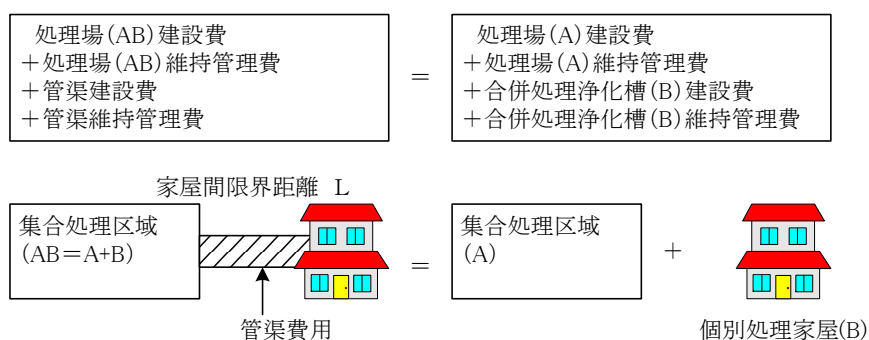 処理場(AB)建設費
+処理場(AB)維持管理費
+管渠建設費
+管渠維持管理費
=
処理場(A)建設費
+処理場(A)維持管理費
+合併処理浄化槽(B)建設費
+合併処理浄化槽(B)維持管理費
家屋間限界距離 L
集合処理区域
(AB=A+B)
=
集合処理区域
(A)
+
管渠費用
個別処理家屋(B)